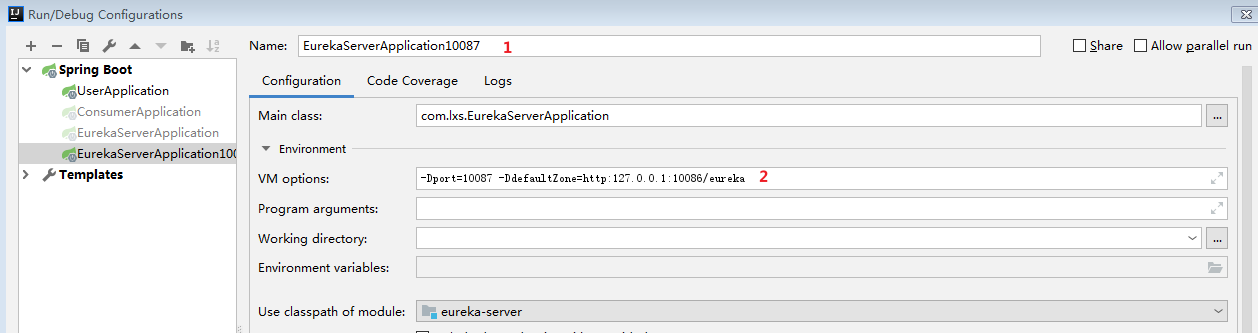 Run/Debug Configurations
Name: EurekaServerApplication10087 1 Share Allow parallel run
Spring Boot
UserApplication
ConsumerApplication
EurekaServerApplication
EurekaServerApplication100
Templates
Configuration Code Coverage Logs
Main class: com.lxs.EurekaServerApplication ...
Environment
VM options: -Dport=10087 -DdefaultZone=http:127.0.0.1:10086/eureka 2
Program arguments:
Working directory: ...
Environment variables:
Use classpath of module: eureka-server